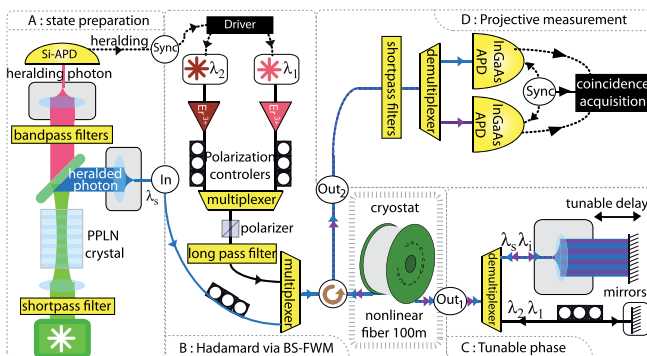 A : state preparation
heralding
Sync
Si-APD
heralding photon
bandpass filters
heralded
photon
λs
In
PPLN
crystal
shortpass filter
Driver
λ2
λ1
Er3+
Er3+
Polarization
controlers
multiplexer
polarizer
long pass filter
multiplexer
B : Hadamard via BS-FWM
D : Projective measurement
shortpass filters
demultiplexer
InGaAs
APD
InGaAs
APD
Sync
coincidence
acquisition
Out2
cryostat
nonlinear
fiber 100m
Out1
tunable delay
λs λi
demultiplexer
mirrors
λ2 λ1
C : Tunable phase